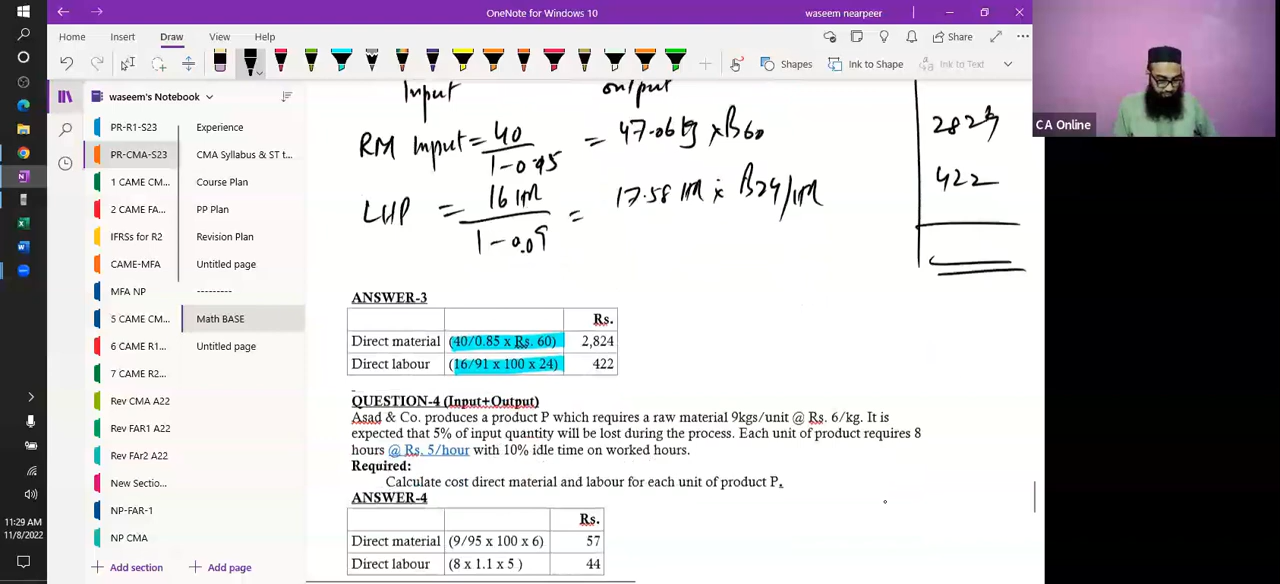 OneNote for Windows 10
waseem nearpeer
Home Insert Draw View Help
Share
Shapes
Ink to Shape
Ink to Text
waseem's Notebook
PR-R1-S23
PR-CMA-S23
1 CAME CM...
2 CAME FA...
IFRSs for R2
CAME-MFA
MFA NP
5 CAME CM...
6 CAME R1...
7 CAME R2...
Rev CMA A22
Rev FAR1 A22
Rev FAr2 A22
New Sectio...
NP-FAR-1
NP CMA
Add section
Experience
CMA Syllabus & ST t...
Course Plan
PP Plan
Revision Plan
Untitled page
---------
Math BASE
Untitled page
Add page
Input output
RM Input = 40 / 1-0.45 = 47.06 kg x Rs 60
LHP = 16 HR / 1-0.09 = 17.58 HR x Rs 24/HR
2823
422
ANSWER-3
Rs.
Direct material (40/0.85 x Rs. 60) 2,824
Direct labour (16/91 x 100 x 24) 422
QUESTION-4 (Input+Output)
Asad & Co. produces a product P which requires a raw material 9kgs/unit @ Rs. 6/kg. It is
expected that 5% of input quantity will be lost during the process. Each unit of product requires 8
hours @ Rs. 5/hour with 10% idle time on worked hours.
Required:
Calculate cost direct material and labour for each unit of product P.
ANSWER-4
Rs.
Direct material (9/95 x 100 x 6) 57
Direct labour (8 x 1.1 x 5 ) 44
CA Online
11:29 AM
11/8/2022